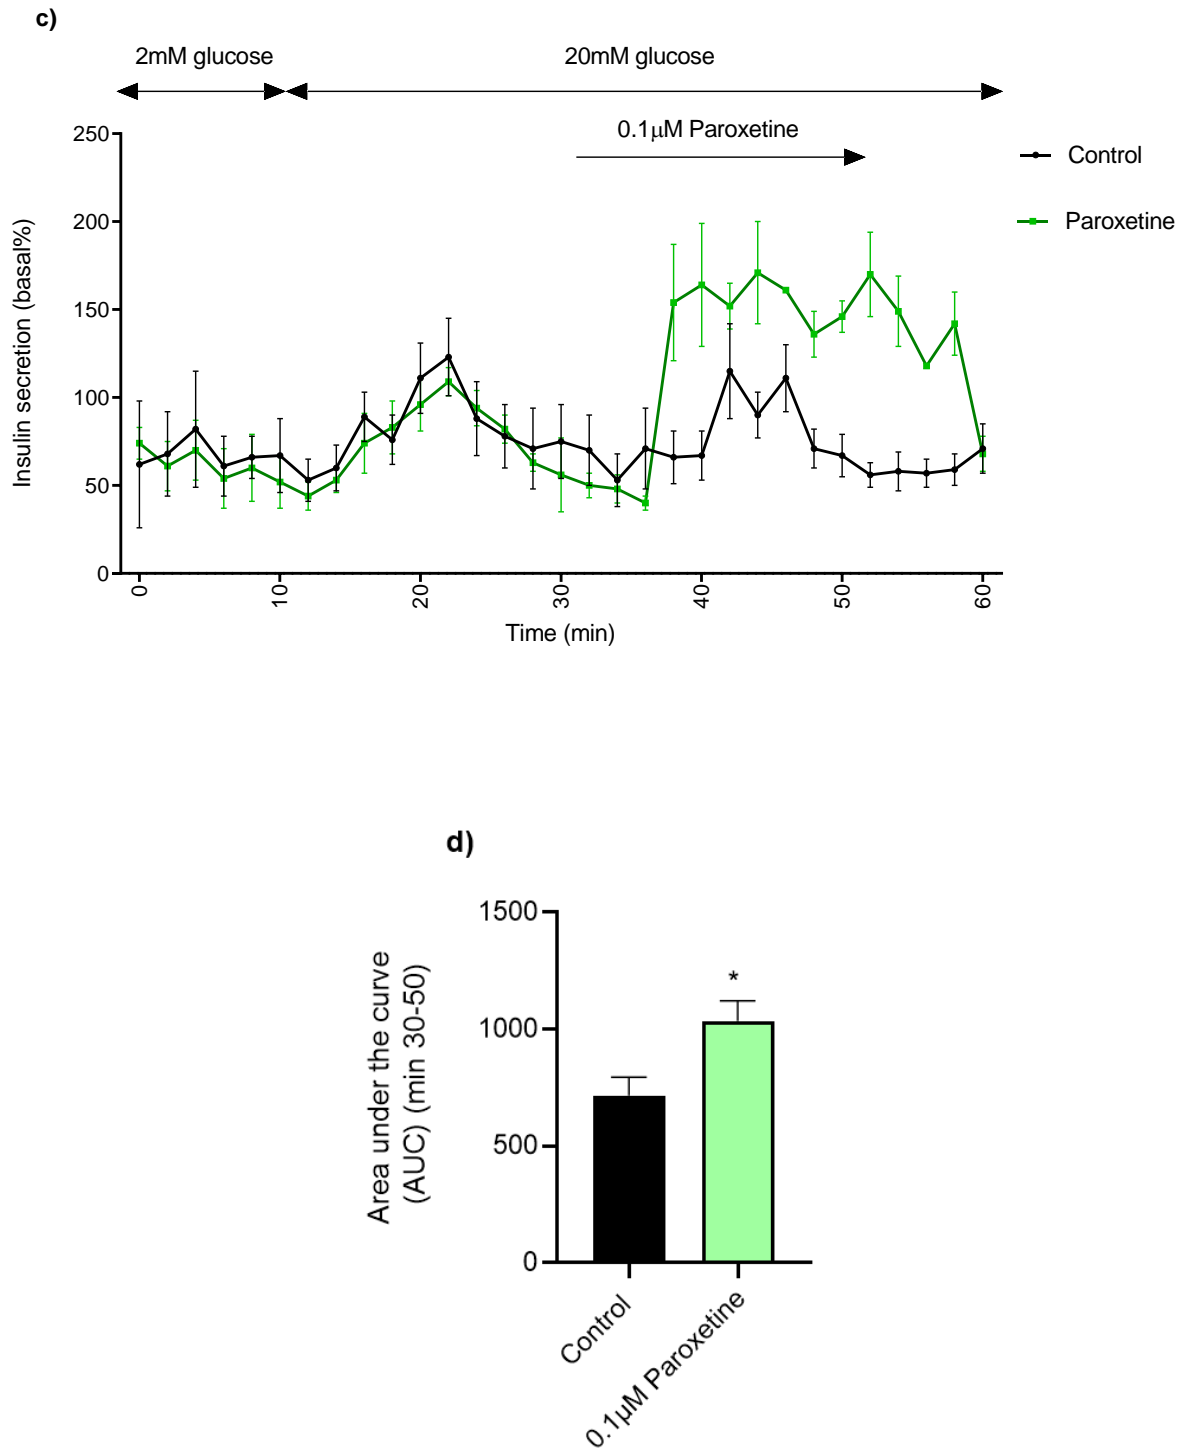 c)
2mM glucose
20mM glucose
0.1μM Paroxetine
Control
Paroxetine
Insulin secretion (basal%)
250
200
150
100
50
0
0
10
20
30
40
50
60
Time (min)
d)
Area under the curve
(AUC) (min 30-50)
1500
1000
500
0
*
Control
0.1μM Paroxetine